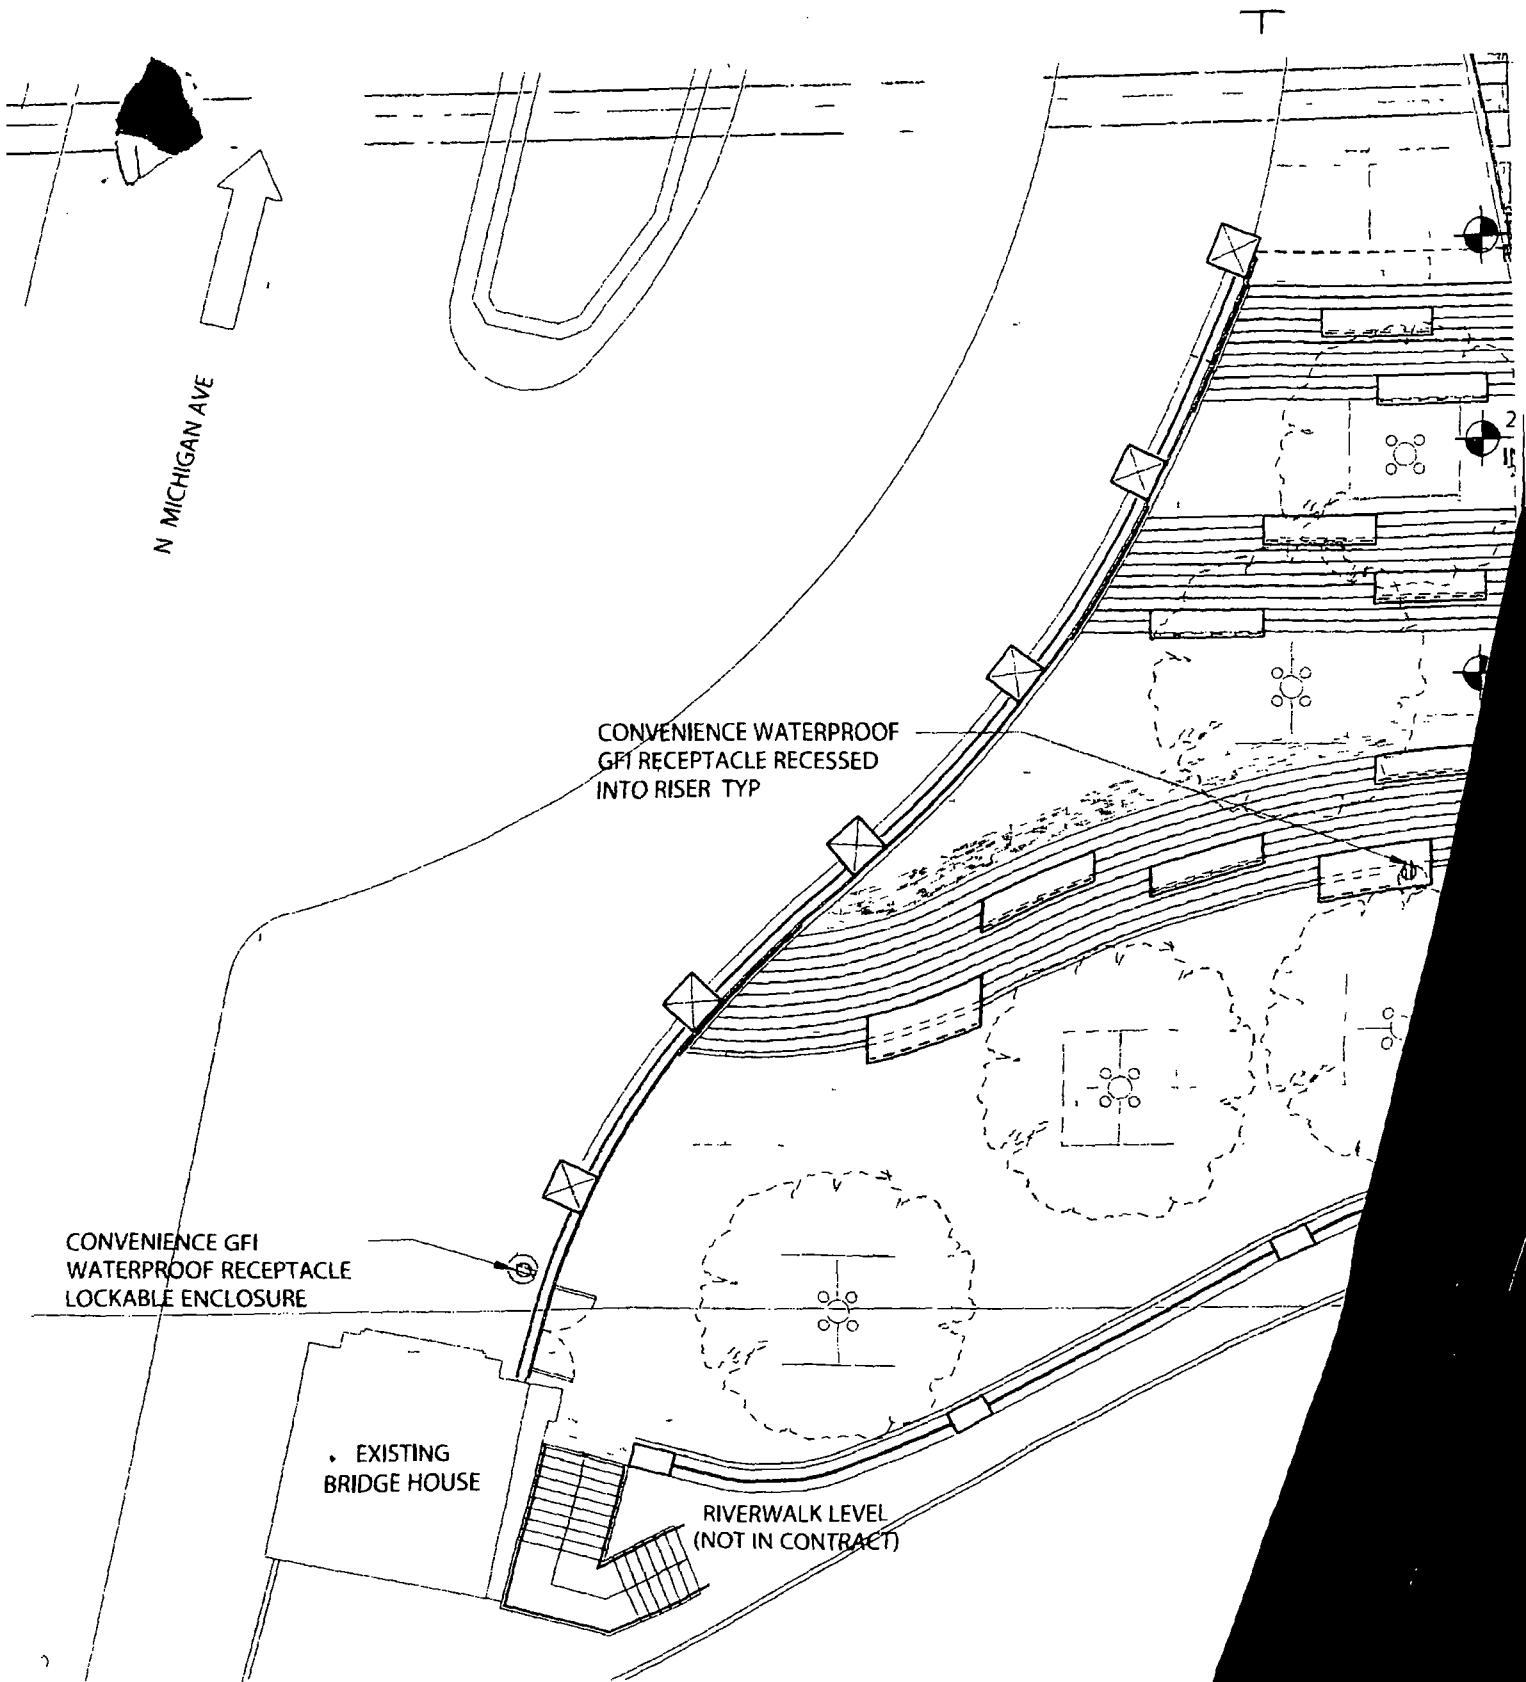 N MICHIGAN AVE
2
CONVENIENCE WATERPROOF
GFI RECEPTACLE RECESSED
INTO RISER TYP
CONVENIENCE GFI
WATERPROOF RECEPTACLE
LOCKABLE ENCLOSURE
EXISTING
BRIDGE HOUSE
RIVERWALK LEVEL
(NOT IN CONTRACT)